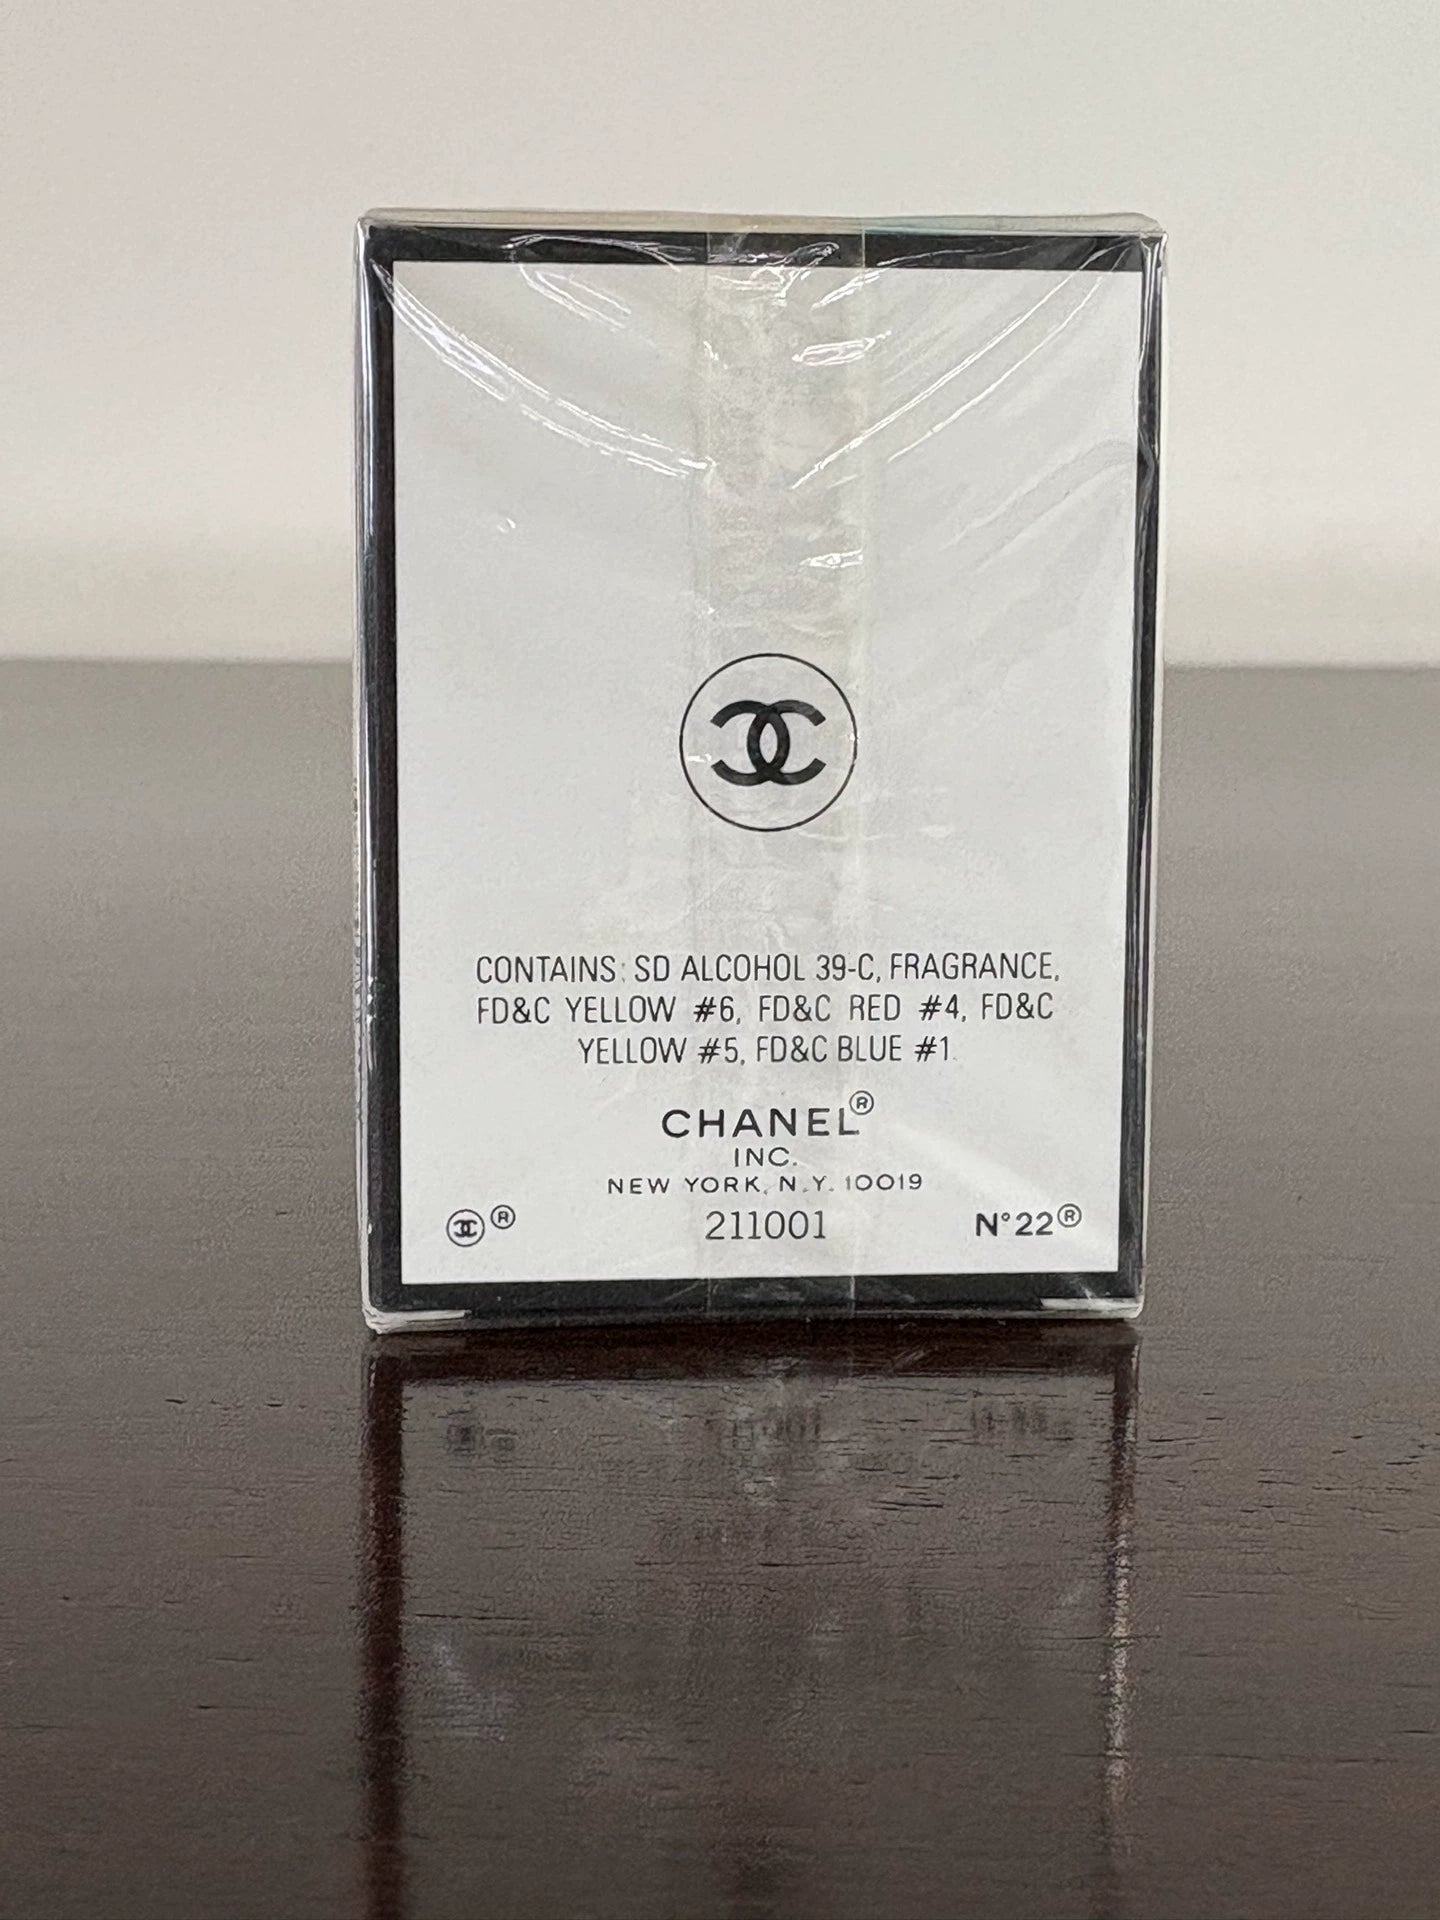 CONTAINS: SD ALCOHOL 39-C, FRAGRANCE,
FD&C YELLOW #6, FD&C RED #4, FD&C
YELLOW #5, FD&C BLUE #1.
CHANEL®
INC.
NEW YORK, N.Y. 10019
® 211001 N°22®